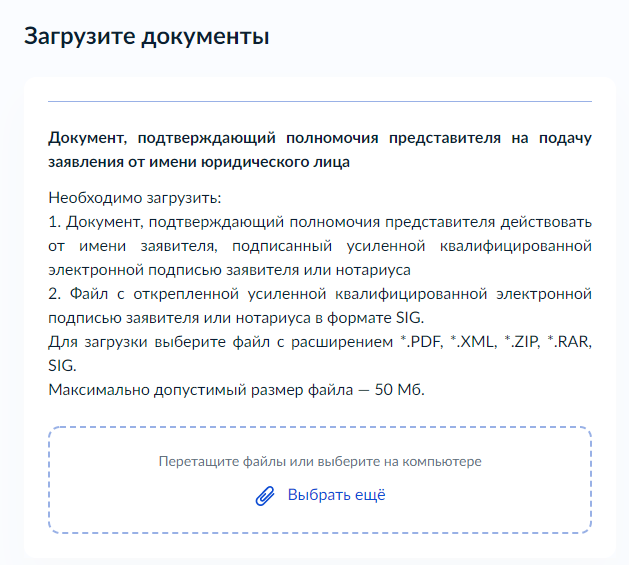 Загрузите документы
Документ, подтверждающий полномочия представителя на подачу
заявления от имени юридического лица
Необходимо загрузить:
1. Документ, подтверждающий полномочия представителя действовать
от имени заявителя, подписанный усиленной квалифицированной
электронной подписью заявителя или нотариуса
2. Файл с открепленной усиленной квалифицированной электронной
подписью заявителя или нотариуса в формате SIG.
Для загрузки выберите файл с расширением *.PDF, *.XML, *.ZIP, *.RAR,
SIG.
Максимально допустимый размер файла — 50 Мб.
Перетащите файлы или выберите на компьютере
Выбрать ещё